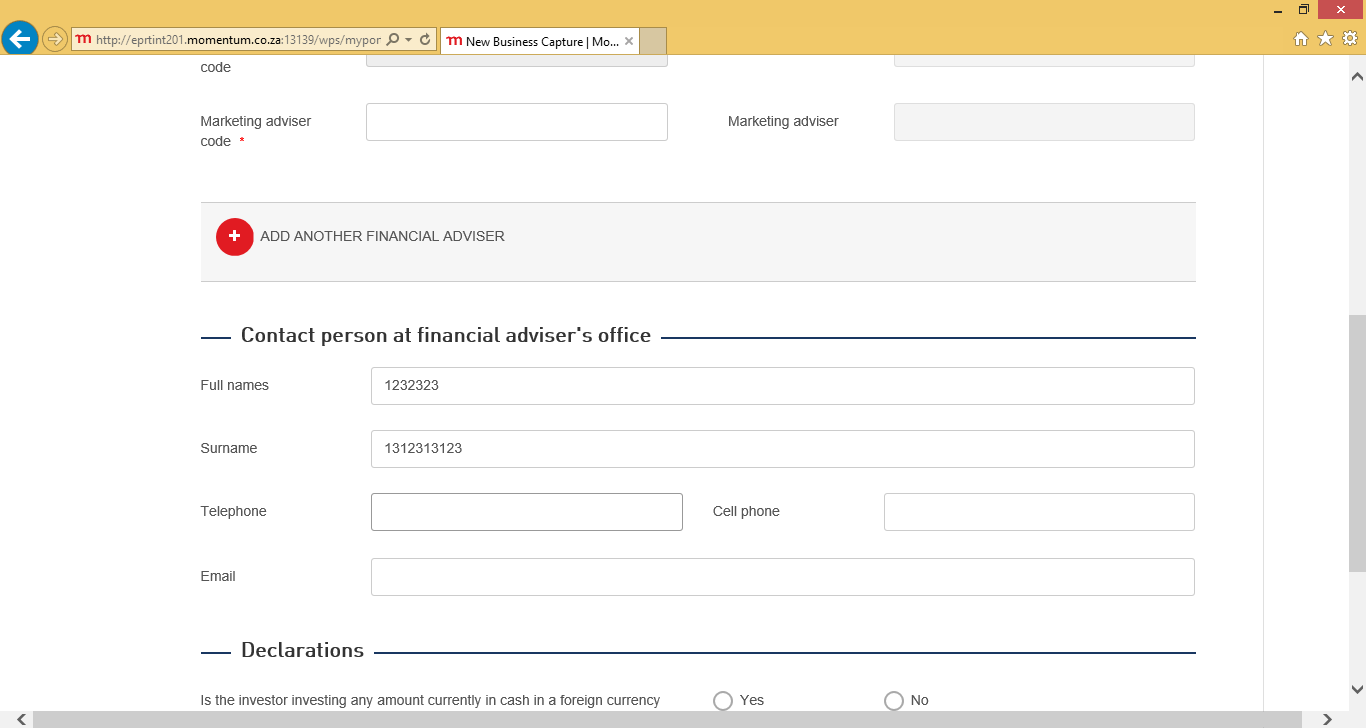 m http://eprtint201.momentum.co.za:13139/wps/mypor
m New Business Capture | Mo...
code
Marketing adviser code *
Marketing adviser
ADD ANOTHER FINANCIAL ADVISER
Contact person at financial adviser's office
Full names 1232323
Surname 1312313123
Telephone Cell phone
Email
Declarations
Is the investor investing any amount currently in cash in a foreign currency Yes No